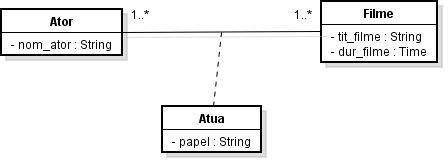 Ator
- nom_ator : String
1..*
1..*
Filme
- tit_filme : String
- dur_filme : Time
Atua
- papel : String